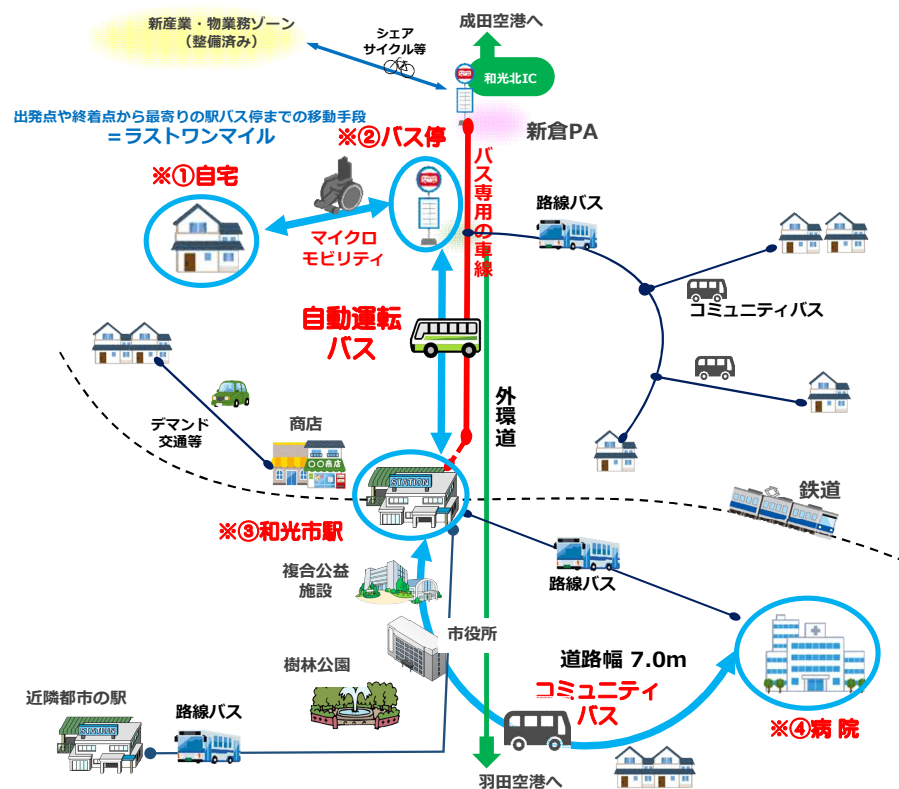 新産業・物業務ゾーン
（整備済み）
成田空港へ
シェア
サイクル等
和光北IC
出発点や終着点から最寄りの駅バス停までの移動手段
＝ラストワンマイル
※②バス停
新倉PA
※①自宅
バス専用の車線
路線バス
マイクロ
モビリティ
コミュニティバス
自動運転
バス
外環道
デマンド
交通等
商店
〇〇商店
STATION
鉄道
※③和光市駅
路線バス
複合公益
施設
市役所
道路幅 7.0m
樹林公園
コミュニティ
バス
近隣都市の駅
路線バス
STATION
※④病 院
羽田空港へ